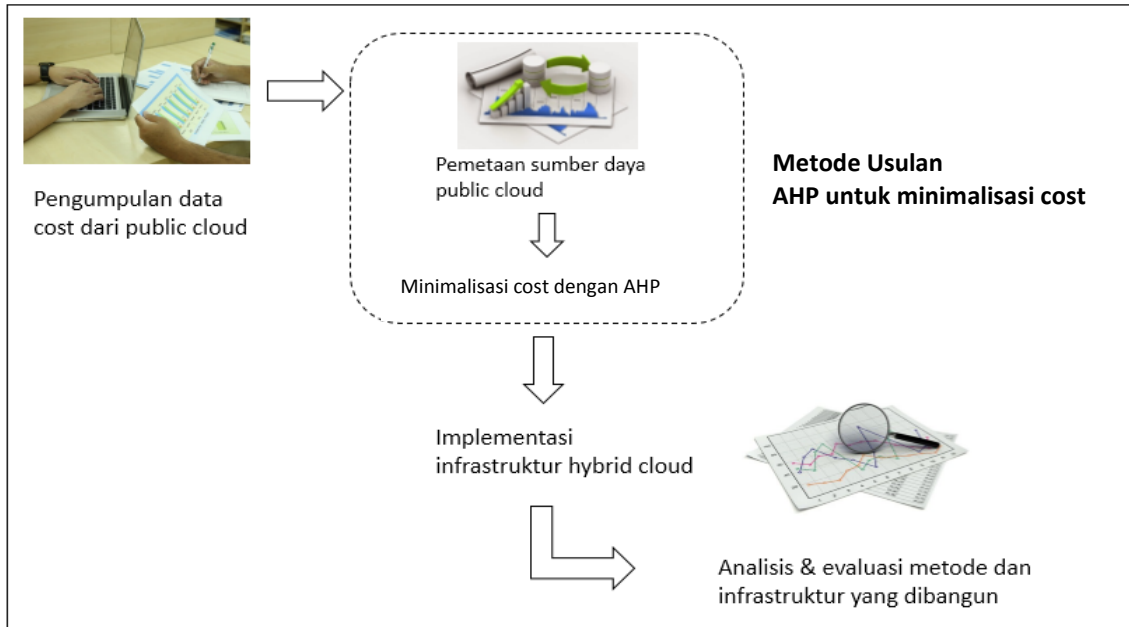 Pengumpulan data
cost dari public cloud
Pemetaan sumber daya
public cloud
Minimalisasi cost dengan AHP
Metode Usulan
AHP untuk minimalisasi cost
Implementasi
infrastruktur hybrid cloud
Analisis & evaluasi metode dan
infrastruktur yang dibangun